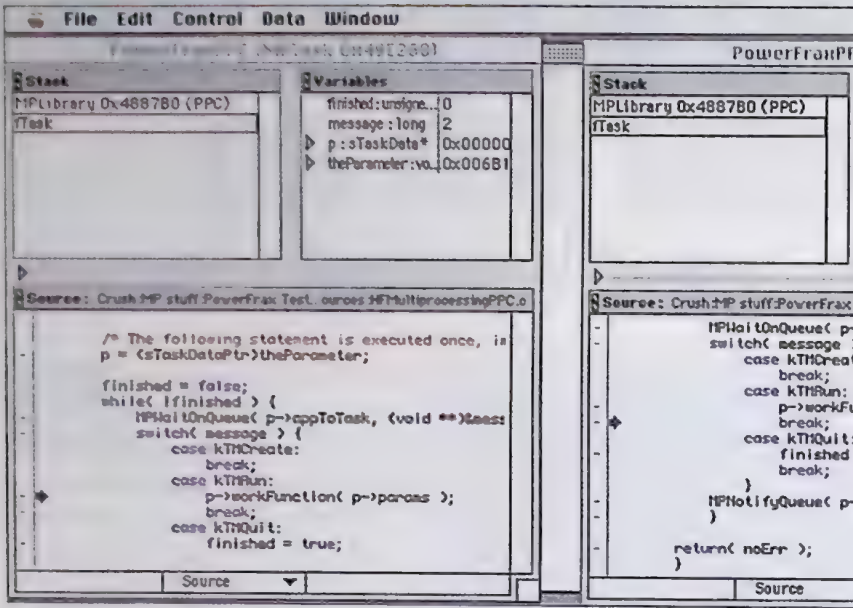 File Edit Control Data Window
Stack
MPLibrary 0x4887B0 (PPC)
fTask
Variables
finished:unsigne... 0
message:long 2
p:sTaskData* 0x00000
theParameter:vo... 0x006B1
Source: Crush:MP stuff:PowerFrax Test...ources:HFMultiprocessingPPC.c
/* The following statement is executed once, in
p = (sTaskDataPtr)theParameter;
finished = false;
while( !finished ) {
MPWaitOnQueue( p->appToTask, (void **)&mess
switch( message ) {
case kTMCreate:
break;
case kTMRun:
p->workFunction( p->params );
break;
case kTMQuit:
finished = true;
Source
PowerFraxPP
Stack
MPLibrary 0x4887B0 (PPC)
fTask
Source: Crush:MP stuff:PowerFrax
MPWaitOnQueue( p-
switch( message )
case kTMCreat
break;
case kTMRun:
p->workFu
break;
case kTMQuit:
finished
break;
}
MPNotifyQueue( p-
}
return( noErr );
}
Source